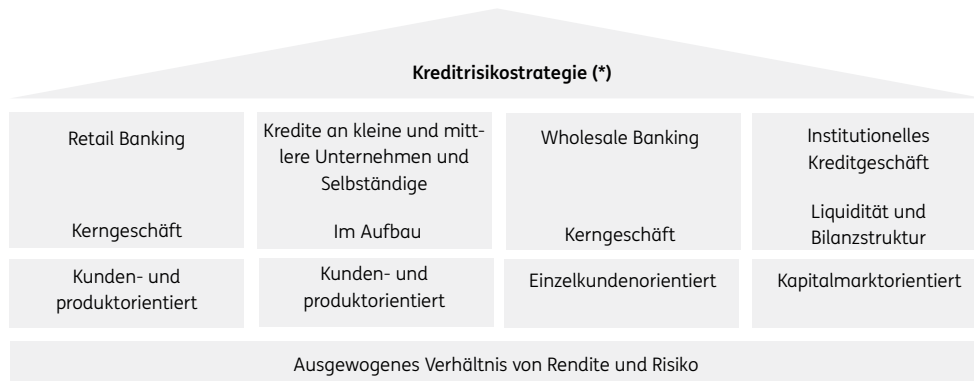 Kreditrisikostrategie (*)
Retail Banking
Kerngeschäft
Kredite an kleine und mitt-
lere Unternehmen und
Selbständige
Im Aufbau
Wholesale Banking
Kerngeschäft
Institutionelles
Kreditgeschäft
Liquidität und
Bilanzstruktur
Kunden- und
produktorientiert
Kunden- und
produktorientiert
Einzelkundenorientiert
Kapitalmarktorientiert
Ausgewogenes Verhältnis von Rendite und Risiko